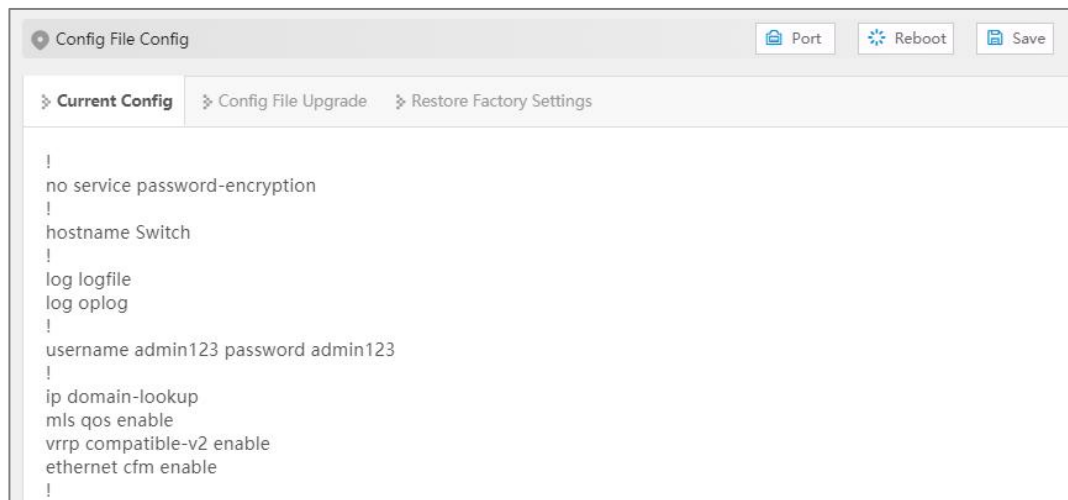 Config File Config
Port
Reboot
Save
Current Config
Config File Upgrade
Restore Factory Settings
!
no service password-encryption
!
hostname Switch
!
log logfile
log oplog
!
username admin123 password admin123
!
ip domain-lookup
mls qos enable
vrrp compatible-v2 enable
ethernet cfm enable
!